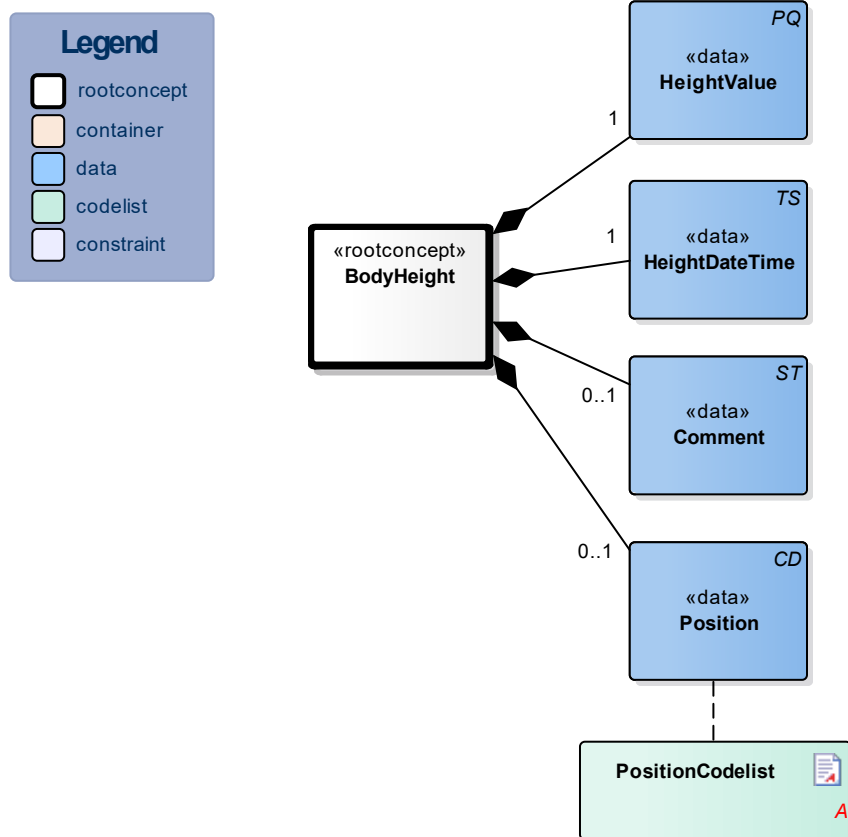 Legend
rootconcept
container
data
codelist
constraint
PQ
«data»
HeightValue
1
TS
«data»
HeightDateTime
1
«rootconcept»
BodyHeight
ST
«data»
Comment
0..1
CD
«data»
Position
0..1
PositionCodelist
A